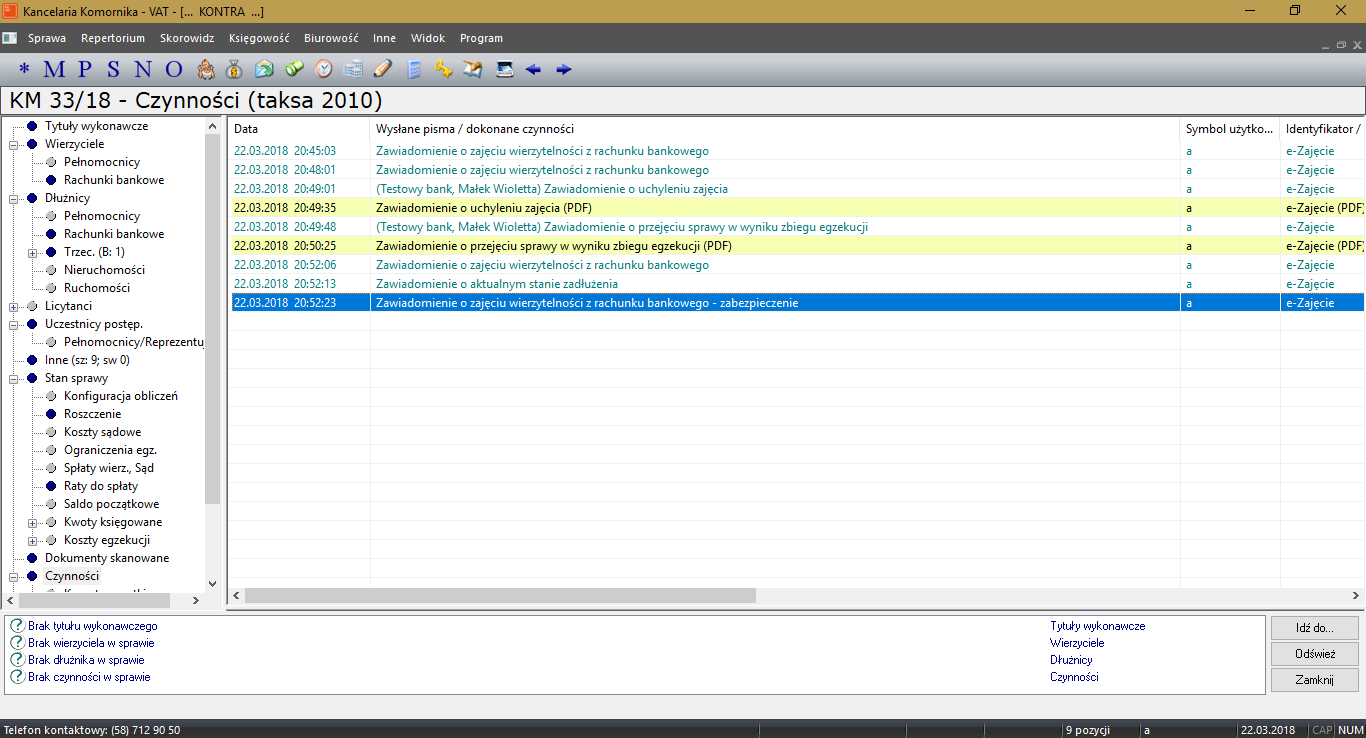 Kancelaria Komornika - VAT - [... KONTRA ...]
Sprawa Repertorium Skorowidz Księgowość Biurowość Inne Widok Program
* M P S N O
KM 33/18 - Czynności (taksa 2010)
Tytuły wykonawcze
Wierzyciele
Pełnomocnicy
Rachunki bankowe
Dłużnicy
Pełnomocnicy
Rachunki bankowe
Trzec. (B: 1)
Nieruchomości
Ruchomości
Licytanci
Uczestnicy postęp.
Pełnomocnicy/Reprezentuj
Inne (sz: 9; sw 0)
Stan sprawy
Konfiguracja obliczeń
Roszczenie
Koszty sądowe
Ograniczenia egz.
Spłaty wierz., Sąd
Raty do spłaty
Saldo początkowe
Kwoty księgowane
Koszty egzekucji
Dokumenty skanowane
Czynności
Data Wysłane pisma / dokonane czynności Symbol użytko... Identyfikator /
22.03.2018 20:45:03 Zawiadomienie o zajęciu wierzytelności z rachunku bankowego a e-Zajęcie
22.03.2018 20:48:01 Zawiadomienie o zajęciu wierzytelności z rachunku bankowego a e-Zajęcie
22.03.2018 20:49:01 (Testowy bank, Małek Wioletta) Zawiadomienie o uchyleniu zajęcia a e-Zajęcie
22.03.2018 20:49:35 Zawiadomienie o uchyleniu zajęcia (PDF) a e-Zajęcie (PDF)
22.03.2018 20:49:48 (Testowy bank, Małek Wioletta) Zawiadomienie o przejęciu sprawy w wyniku zbiegu egzekucji a e-Zajęcie
22.03.2018 20:50:25 Zawiadomienie o przejęciu sprawy w wyniku zbiegu egzekucji (PDF) a e-Zajęcie (PDF)
22.03.2018 20:52:06 Zawiadomienie o zajęciu wierzytelności z rachunku bankowego a e-Zajęcie
22.03.2018 20:52:13 Zawiadomienie o aktualnym stanie zadłużenia a e-Zajęcie
22.03.2018 20:52:23 Zawiadomienie o zajęciu wierzytelności z rachunku bankowego - zabezpieczenie a e-Zajęcie
Brak tytułu wykonawczego Tytuły wykonawcze
Brak wierzyciela w sprawie Wierzyciele
Brak dłużnika w sprawie Dłużnicy
Brak czynności w sprawie Czynności
Idź do...
Odśwież
Zamknij
Telefon kontaktowy: (58) 712 90 50 9 pozycji a 22.03.2018 CAP NUM